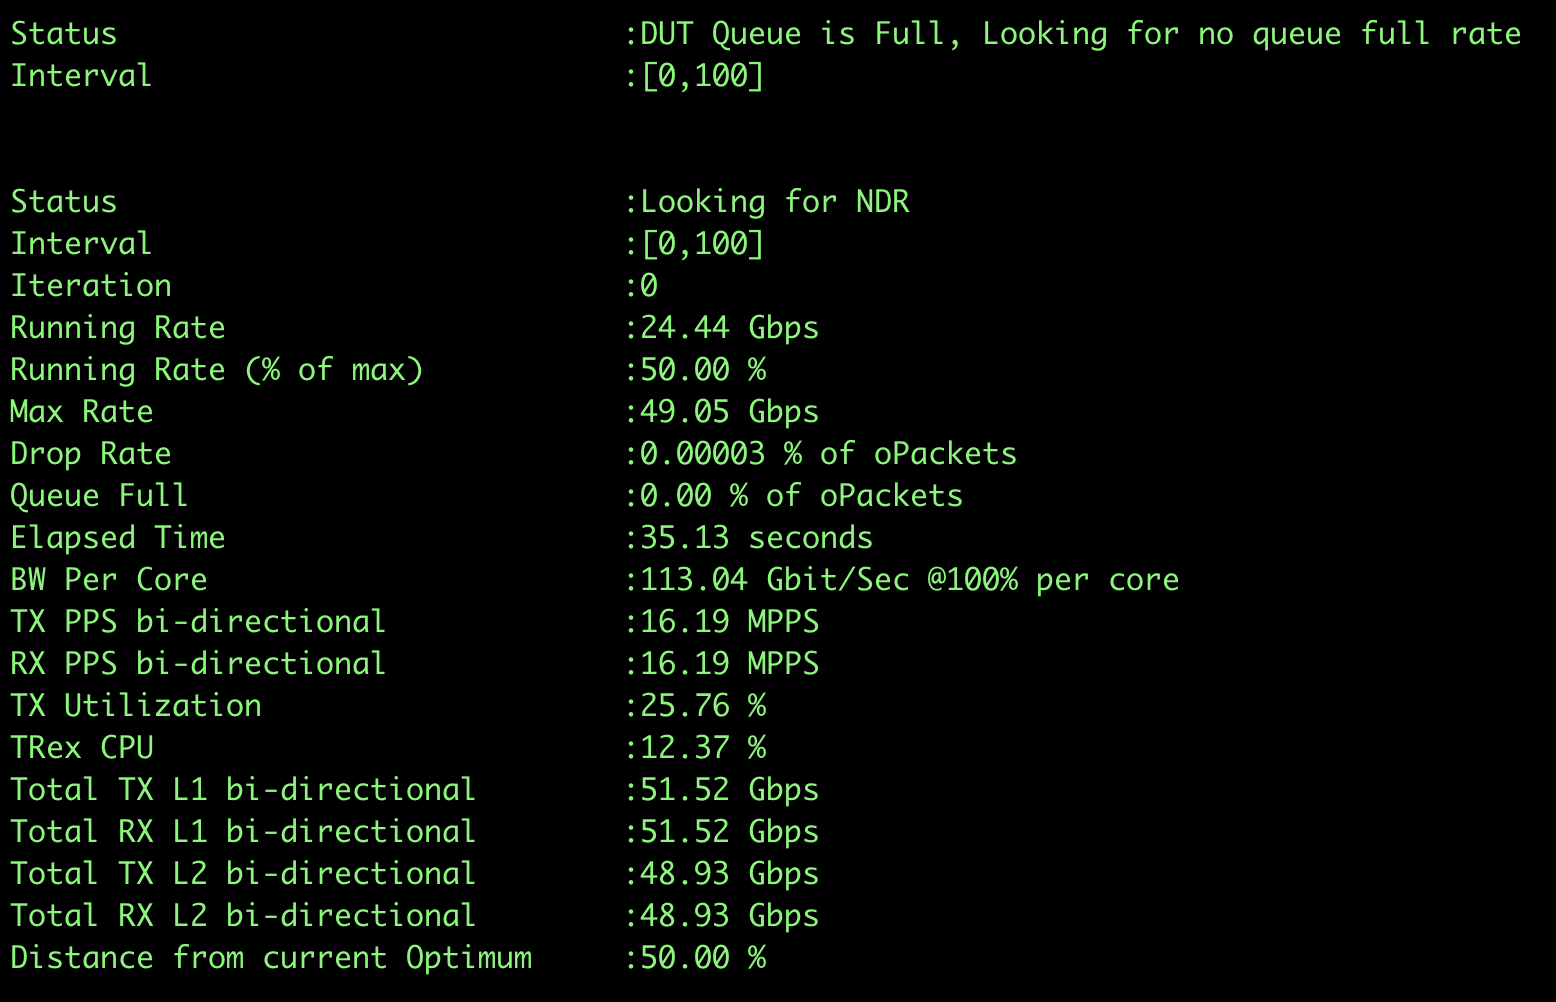 Status :DUT Queue is Full, Looking for no queue full rate
Interval :[0,100]
Status :Looking for NDR
Interval :[0,100]
Iteration :0
Running Rate :24.44 Gbps
Running Rate (% of max) :50.00 %
Max Rate :49.05 Gbps
Drop Rate :0.00003 % of oPackets
Queue Full :0.00 % of oPackets
Elapsed Time :35.13 seconds
BW Per Core :113.04 Gbit/Sec @100% per core
TX PPS bi-directional :16.19 MPPS
RX PPS bi-directional :16.19 MPPS
TX Utilization :25.76 %
TRex CPU :12.37 %
Total TX L1 bi-directional :51.52 Gbps
Total RX L1 bi-directional :51.52 Gbps
Total TX L2 bi-directional :48.93 Gbps
Total RX L2 bi-directional :48.93 Gbps
Distance from current Optimum :50.00 %